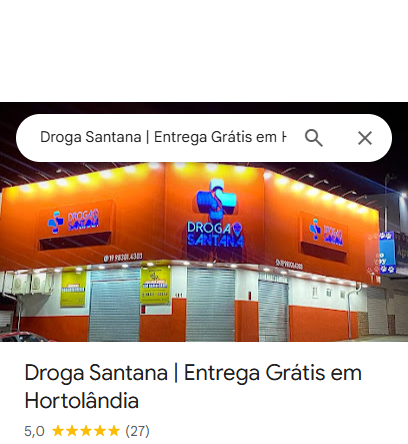 Droga Santana | Entrega Grátis em H
DROGA
SANTANA
DROGA
SANTANA
DROGA
SANTANA
Droga Santana | Entrega Grátis em
Hortolândia
5,0 (27)